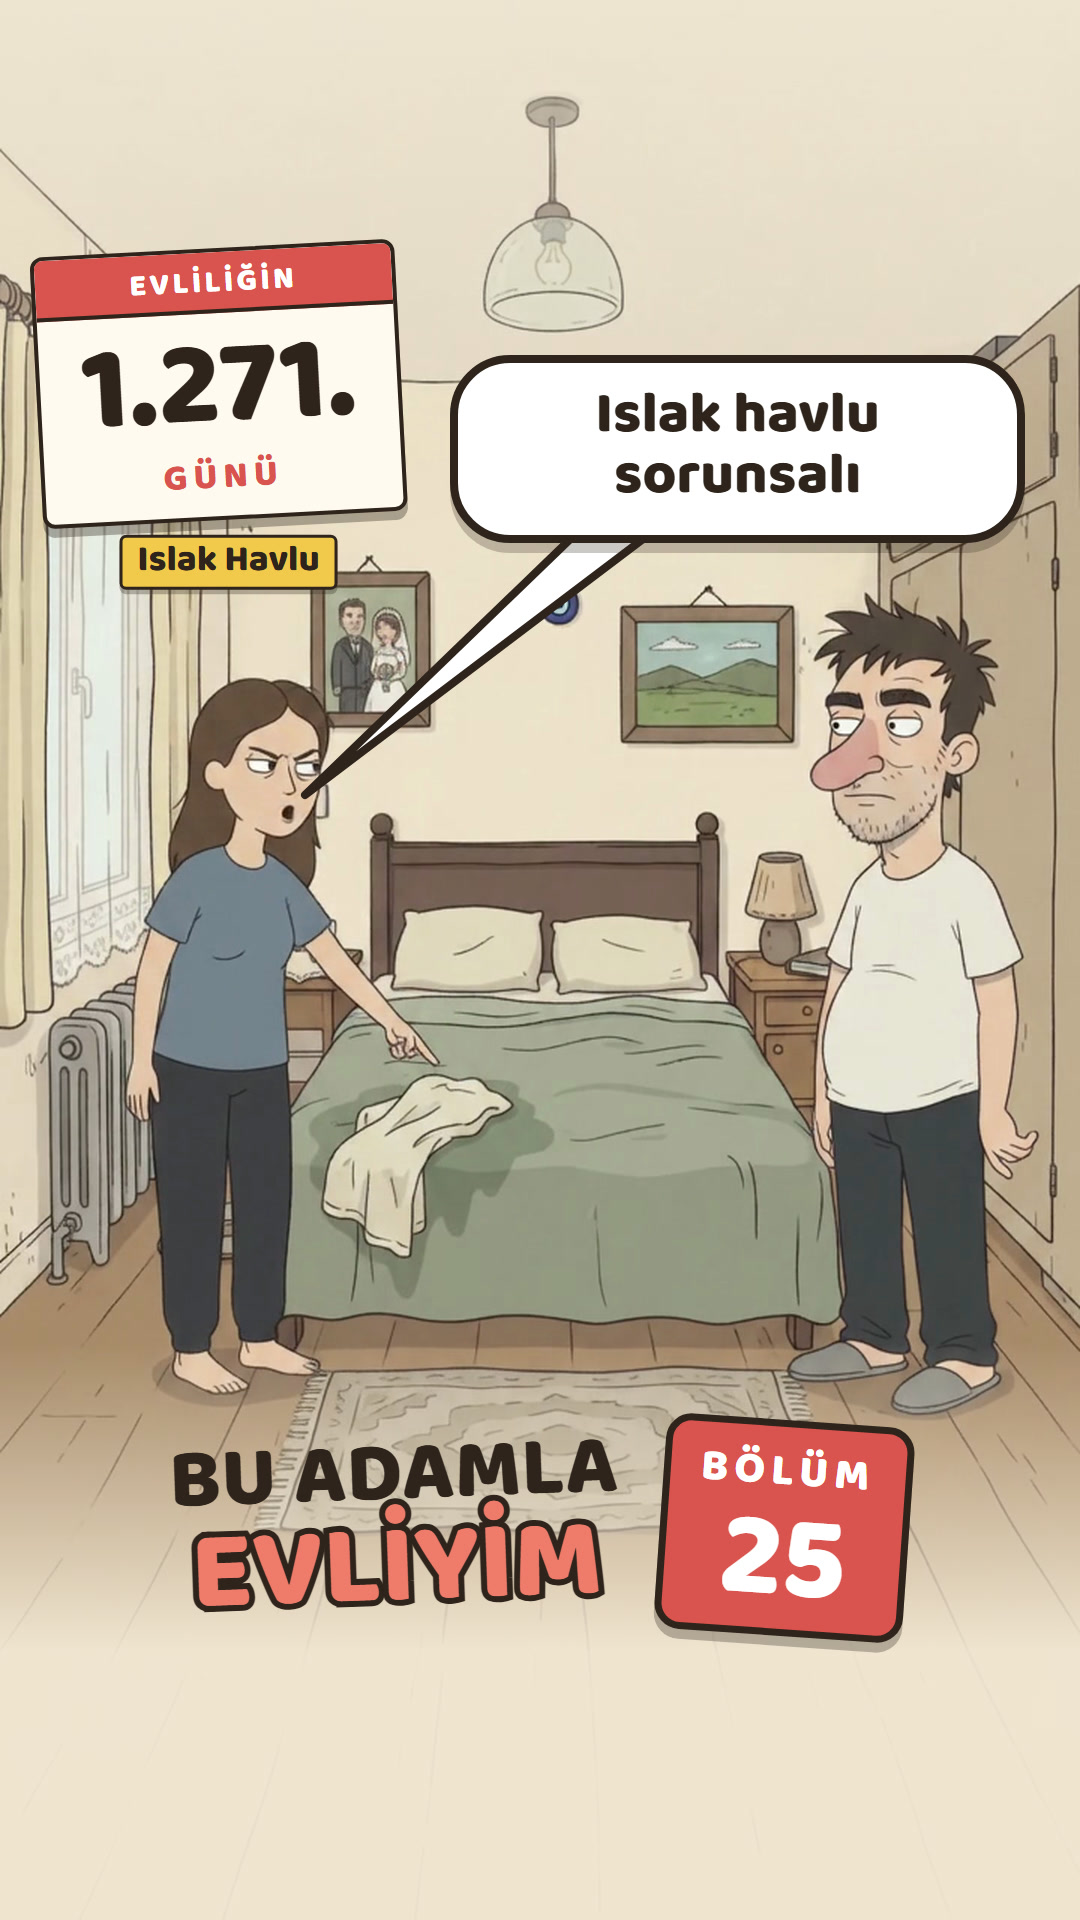 EVLİLİĞİN
1.271.
GÜNÜ
Islak Havlu
Islak havlu
sorunsalı
BU ADAMLA
EVLİYİM
BÖLÜM
25